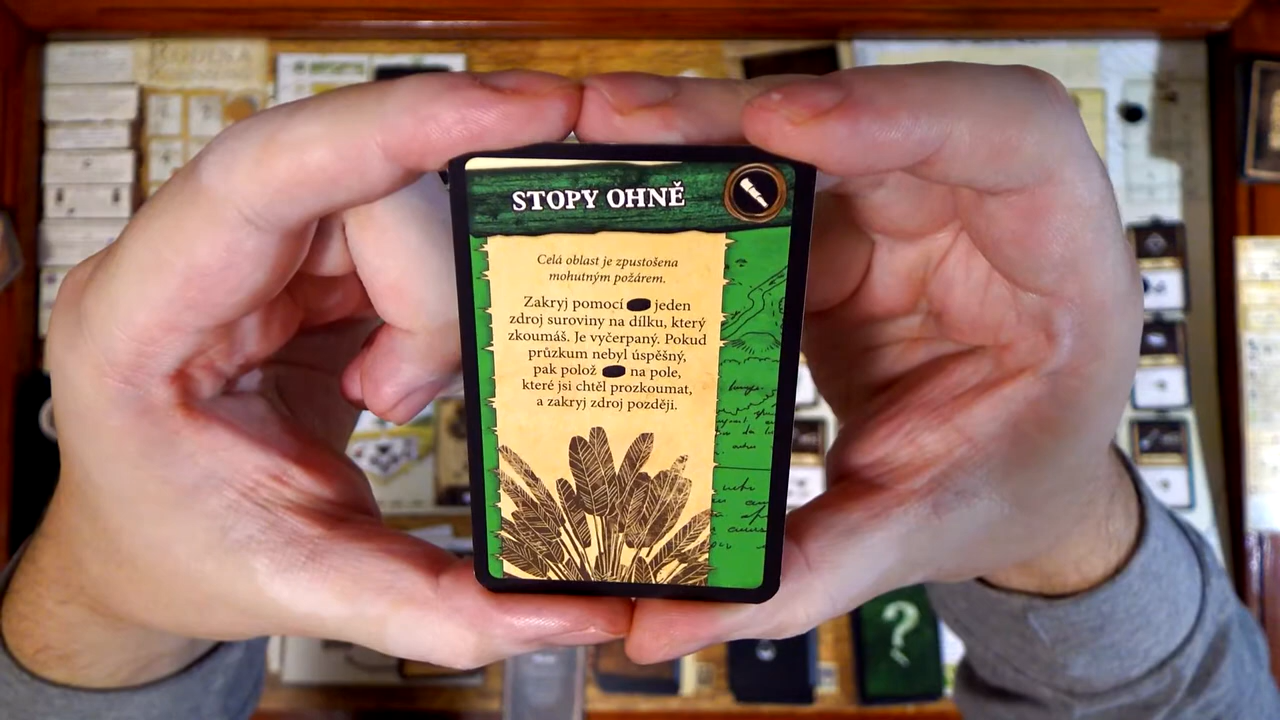 STOPY OHNĚ
Celá oblast je zpustošena
mohutným požárem.
Zakryj pomocí jeden
zdroj suroviny na dílku, který
zkoumáš. Je vyčerpaný. Pokud
průzkum nebyl úspěšný,
pak polož na pole,
které jsi chtěl prozkoumat,
a zakryj zdroj později.
?